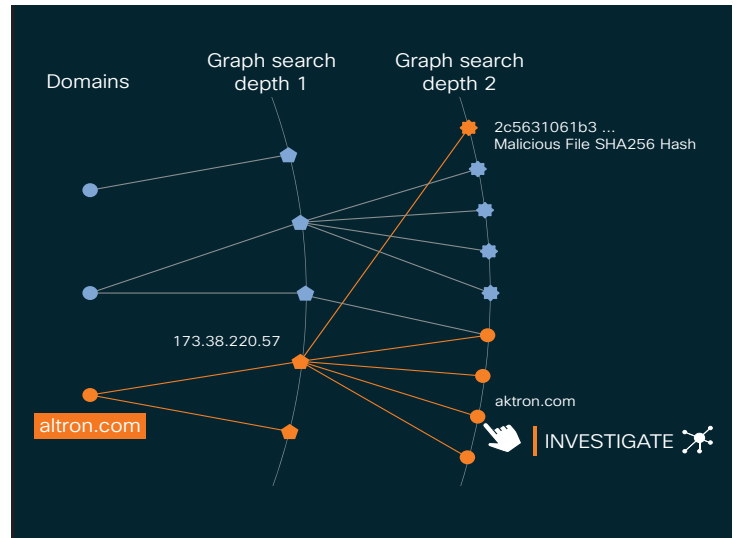 Domains
Graph search
depth 1
Graph search
depth 2
2c5631061b3 ...
Malicious File SHA256 Hash
173.38.220.57
aktron.com
altron.com
INVESTIGATE